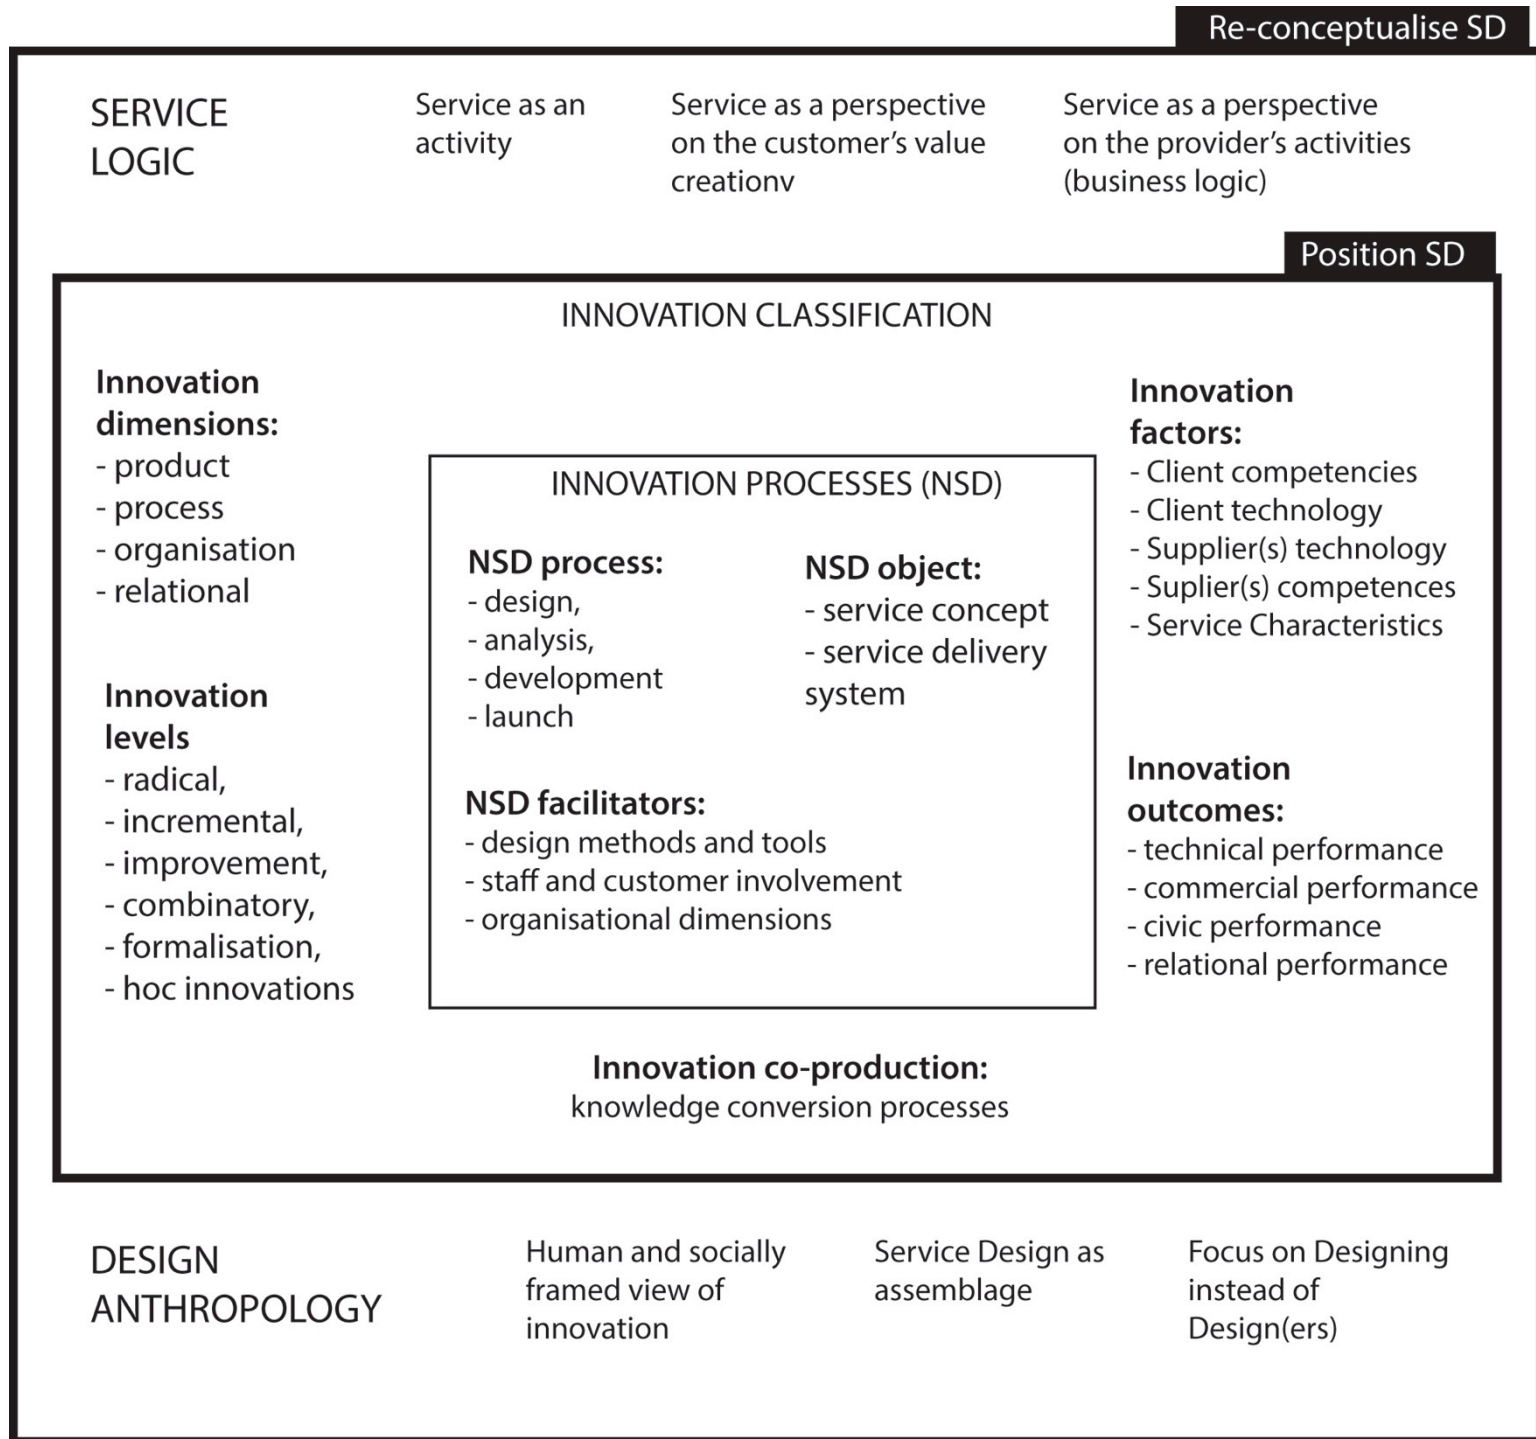 Re-conceptualise SD
SERVICE
LOGIC
Service as an
activity
Service as a perspective
on the customer’s value
creationv
Service as a perspective
on the provider’s activities
(business logic)
Position SD
INNOVATION CLASSIFICATION
Innovation
dimensions:
- product
- process
- organisation
- relational
Innovation
levels
- radical,
- incremental,
- improvement,
- combinatory,
- formalisation,
- hoc innovations
INNOVATION PROCESSES (NSD)
NSD process:
- design,
- analysis,
- development
- launch
NSD object:
- service concept
- service delivery
system
NSD facilitators:
- design methods and tools
- staff and customer involvement
- organisational dimensions
Innovation
factors:
- Client competencies
- Client technology
- Supplier(s) technology
- Suplier(s) competences
- Service Characteristics
Innovation
outcomes:
- technical performance
- commercial performance
- civic performance
- relational performance
Innovation co-production:
knowledge conversion processes
DESIGN
ANTHROPOLOGY
Human and socially
framed view of
innovation
Service Design as
assemblage
Focus on Designing
instead of
Design(ers)